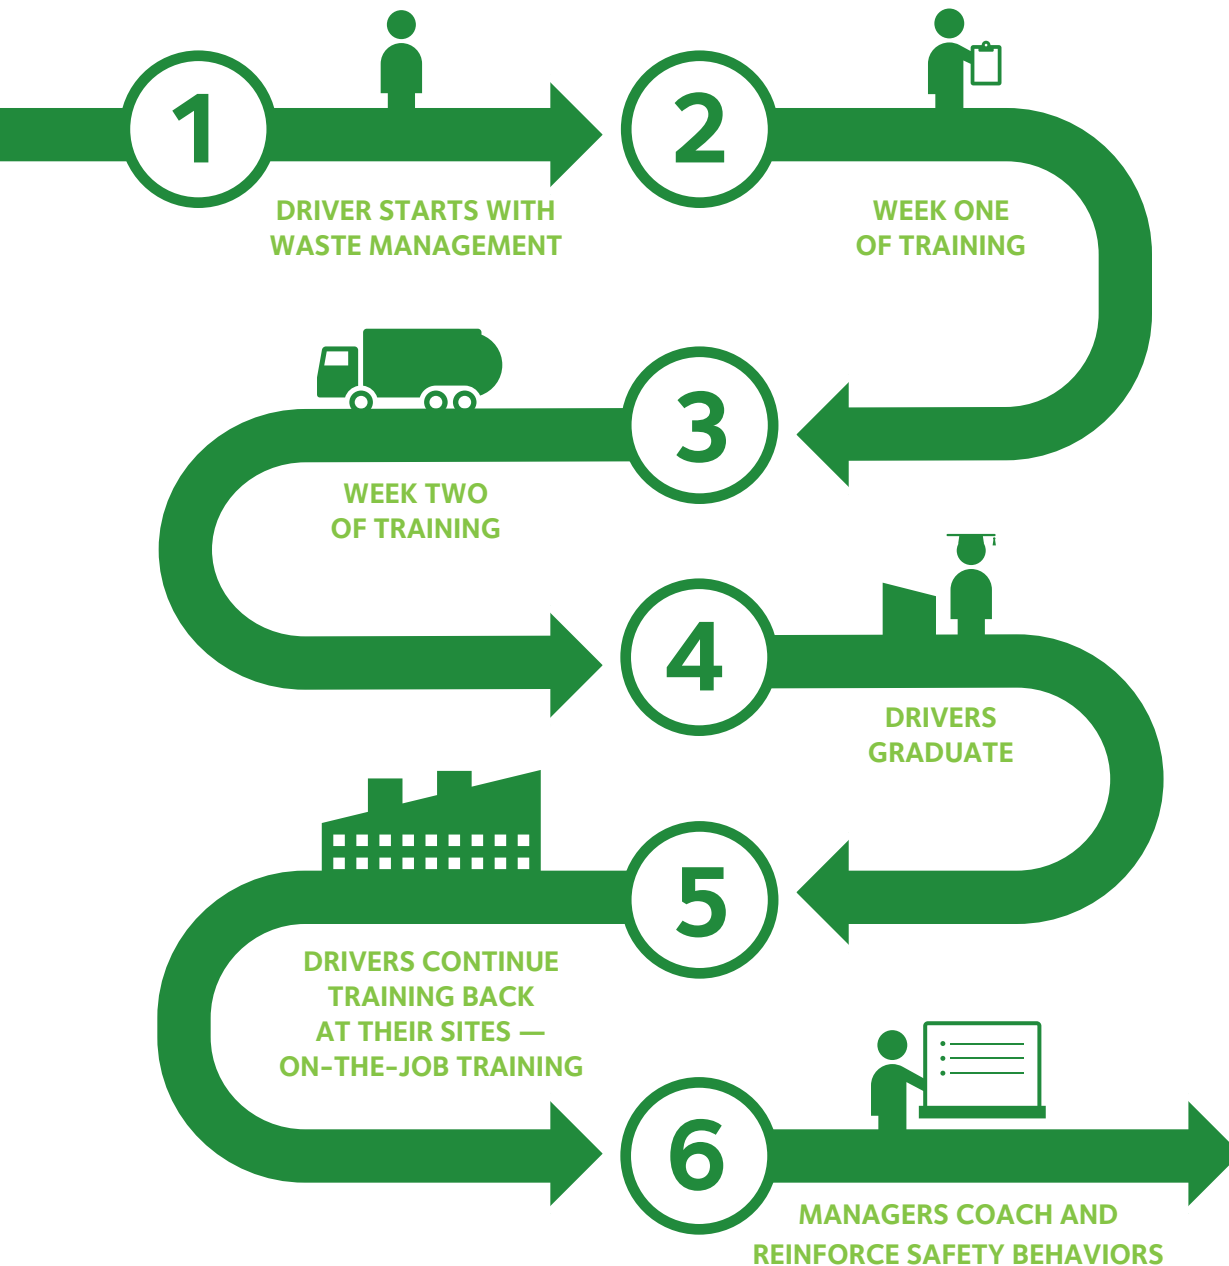 1
DRIVER STARTS WITH
WASTE MANAGEMENT
2
WEEK ONE
OF TRAINING
3
WEEK TWO
OF TRAINING
4
DRIVERS
GRADUATE
5
DRIVERS CONTINUE
TRAINING BACK
AT THEIR SITES —
ON-THE-JOB TRAINING
6
MANAGERS COACH AND
REINFORCE SAFETY BEHAVIORS